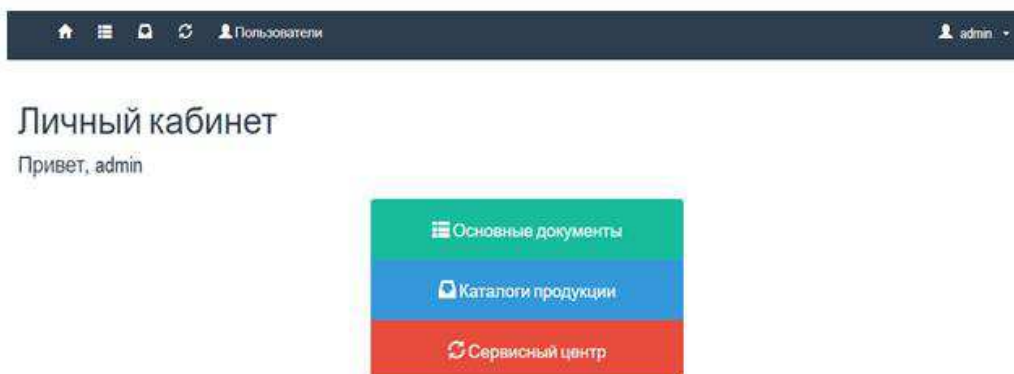 Пользователи admin
Личный кабинет
Привет, admin
Основные документы
Каталоги продукции
Сервисный центр